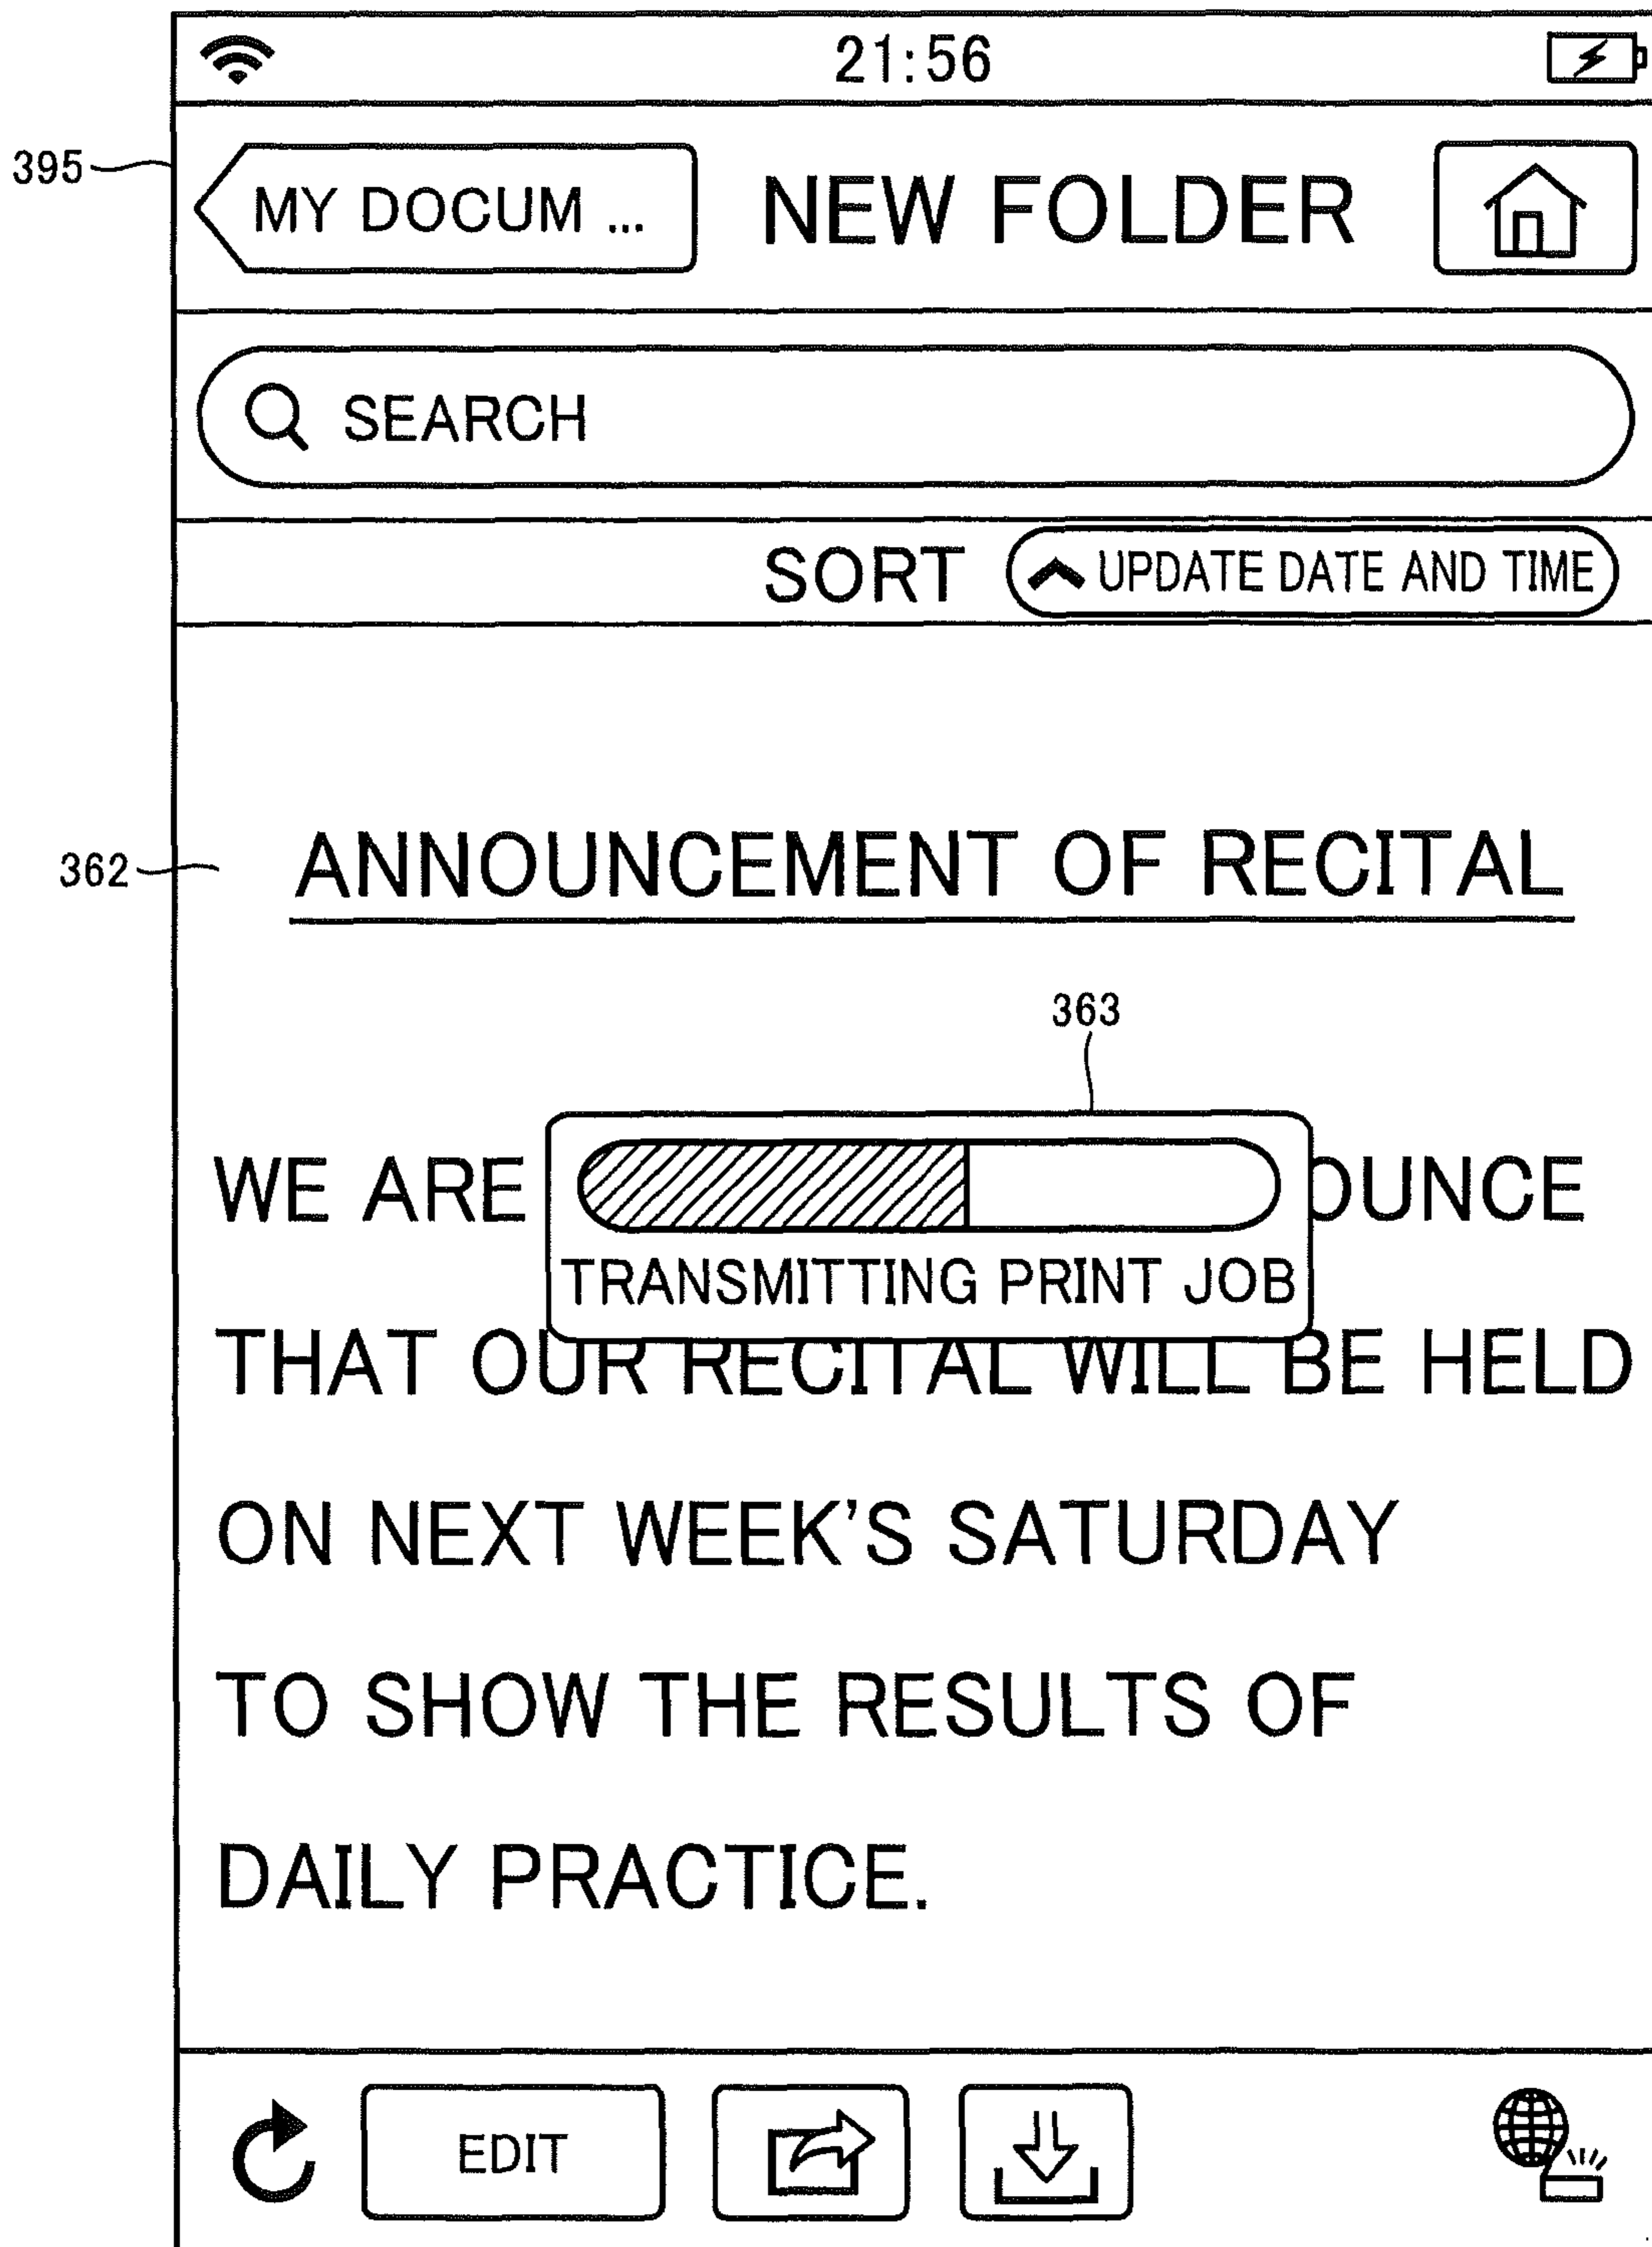 21:56
395
MY DOCUM ...
NEW FOLDER
SEARCH
SORT
UPDATE DATE AND TIME
362
ANNOUNCEMENT OF RECITAL
363
WE ARE OUNCE
TRANSMITTING PRINT JOB
THAT OUR RECITAL WILL BE HELD
ON NEXT WEEK'S SATURDAY
TO SHOW THE RESULTS OF
DAILY PRACTICE.
EDIT